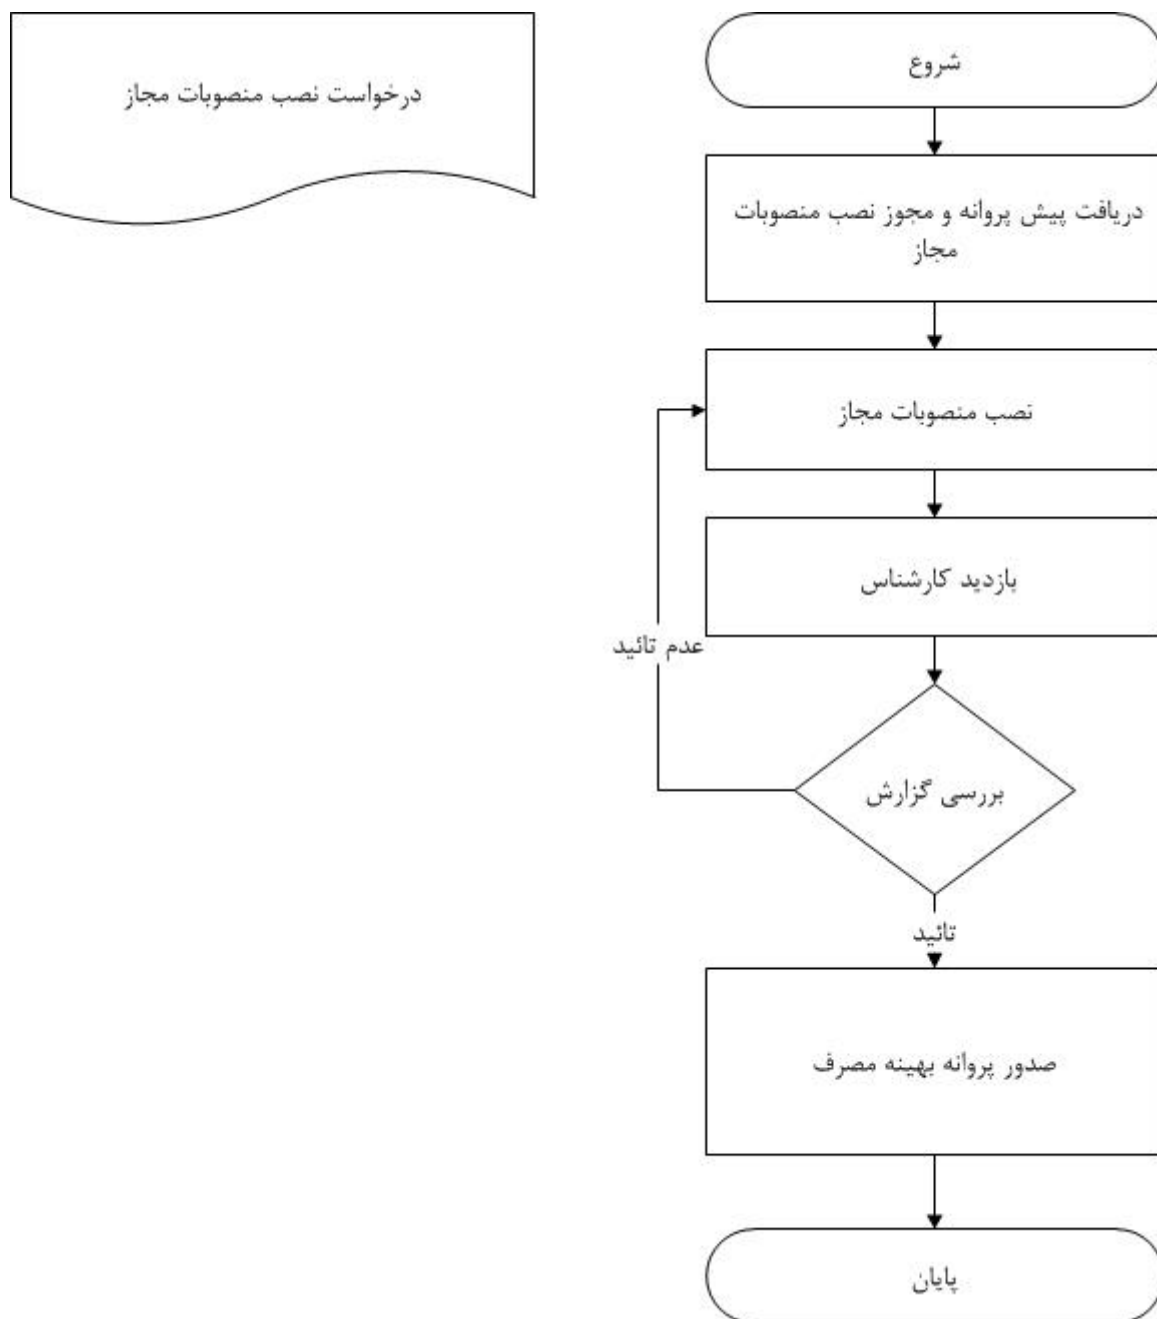 درخواست نصب منصوبات مجاز
شروع
دریافت پیش پروانه و مجوز نصب منصوبات
مجاز
نصب منصوبات مجاز
بازدید کارشناس
عدم تائید
بررسی گزارش
تائید
صدور پروانه بهینه مصرف
پایان